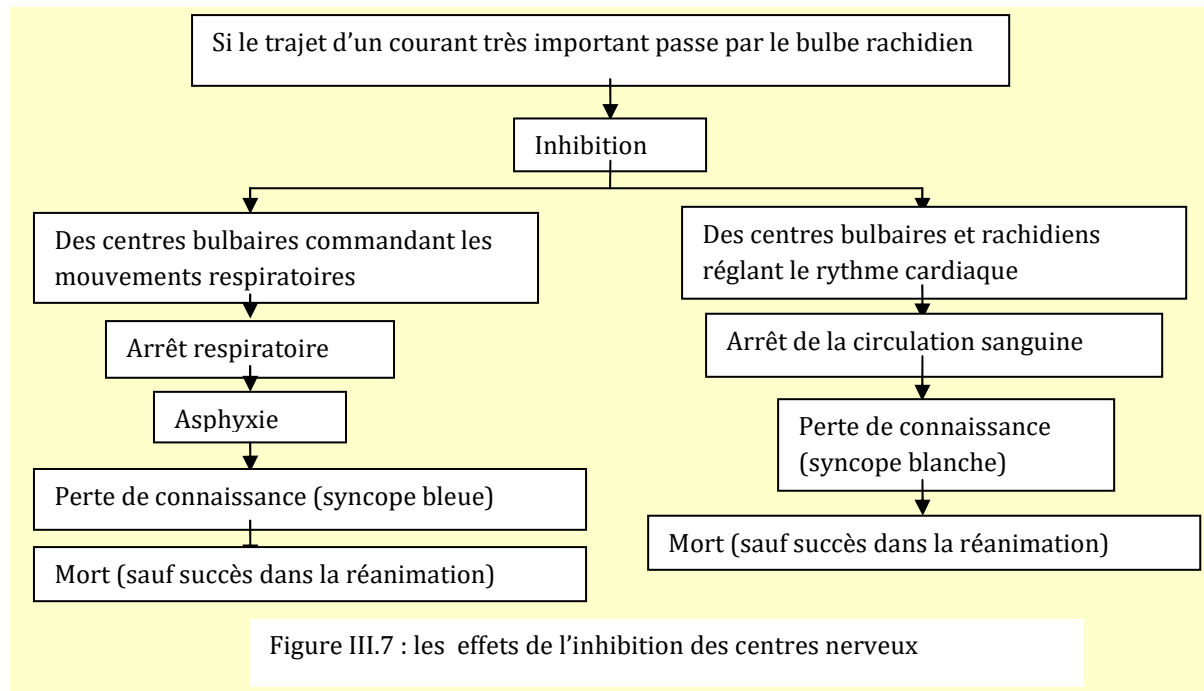 Si le trajet d'un courant très important passe par le bulbe rachidien
Inhibition
Des centres bulbaires commandant les
mouvements respiratoires
Arrêt respiratoire
Asphyxie
Perte de connaissance (syncope bleue)
Mort (sauf succès dans la réanimation)
Des centres bulbaires et rachidiens
réglant le rythme cardiaque
Arrêt de la circulation sanguine
Perte de connaissance
(syncope blanche)
Mort (sauf succès dans la réanimation)
Figure III.7 : les effets de l'inhibition des centres nerveux